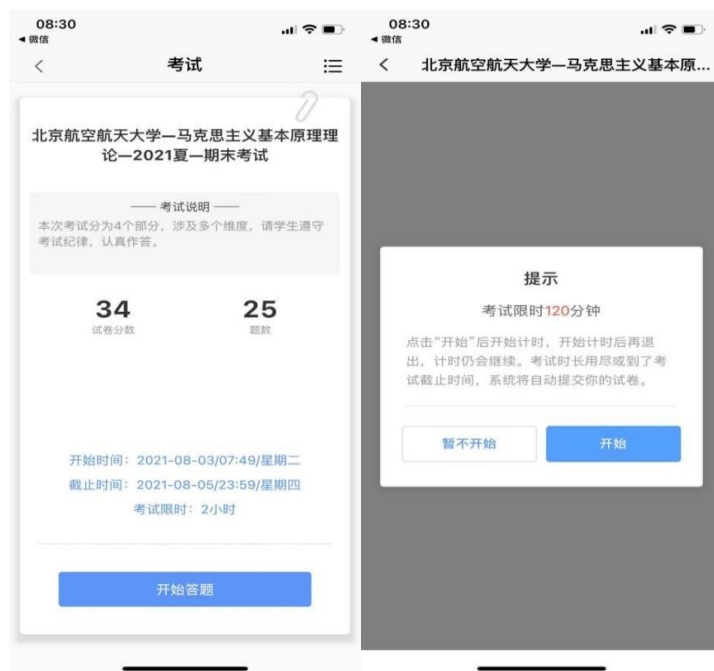 08:30
微信
考试
北京航空航天大学—马克思主义基本原理理
论—2021夏—期末考试
—— 考试说明 ——
本次考试分为4个部分，涉及多个维度，请学生遵守
考试纪律，认真作答。
34
试卷分数
25
题数
开始时间：2021-08-03/07:49/星期二
截止时间：2021-08-05/23:59/星期四
考试限时：2小时
开始答题
08:30
微信
北京航空航天大学—马克思主义基本原...
提示
考试限时120分钟
点击“开始”后开始计时，开始计时后再退
出，计时仍会继续。考试时长用尽或到了考
试截止时间，系统将自动提交你的试卷。
暂不开始
开始